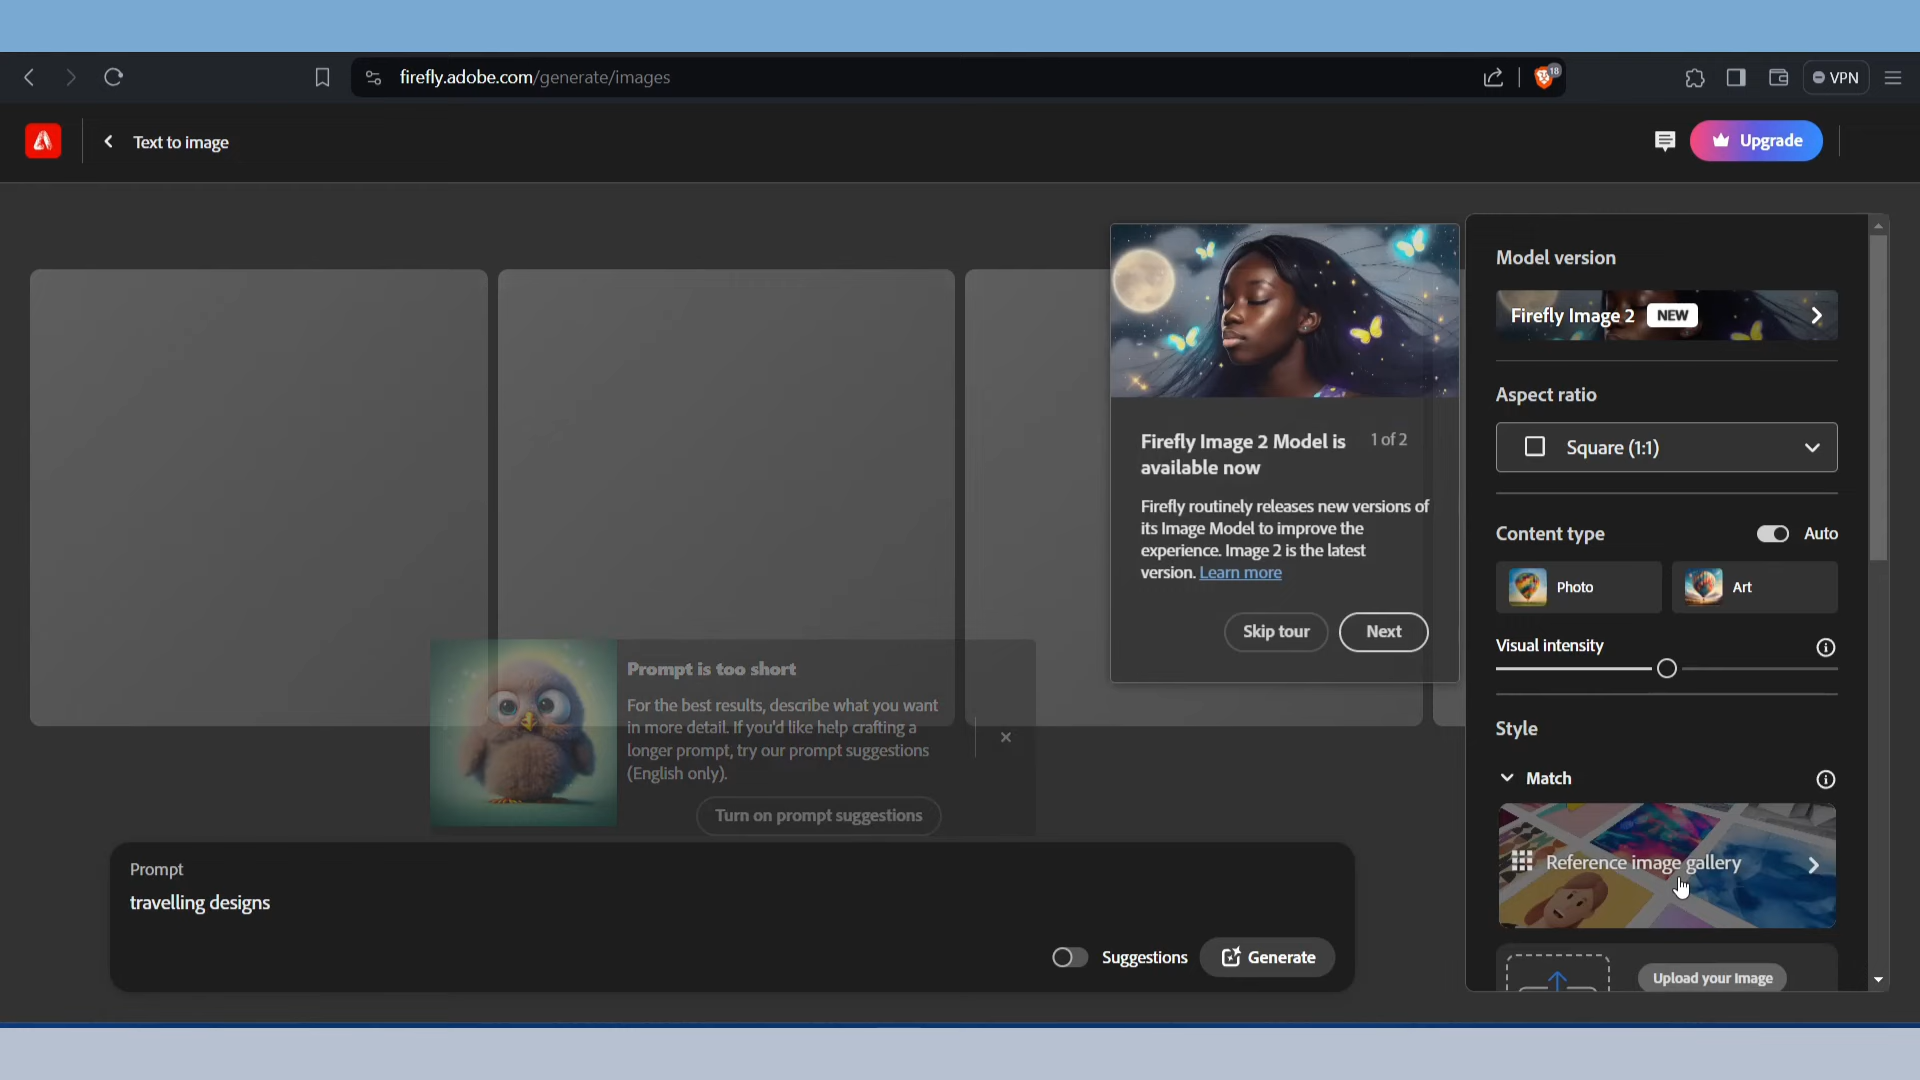 firefly.adobe.com/generate/images
18
VPN
Text to image
Upgrade
Firefly Image 2 Model is
available now
1 of 2
Firefly routinely releases new versions of
its Image Model to improve the
experience. Image 2 is the latest
version. Learn more
Skip tour
Next
Model version
Firefly Image 2 NEW
Aspect ratio
Square (1:1)
Content type
Auto
Photo
Art
Visual intensity
Style
Match
Reference image gallery
Upload your Image
Prompt is too short
For the best results, describe what you want
in more detail. If you'd like help crafting a
longer prompt, try our prompt suggestions
(English only).
Turn on prompt suggestions
Prompt
travelling designs
Suggestions
Generate